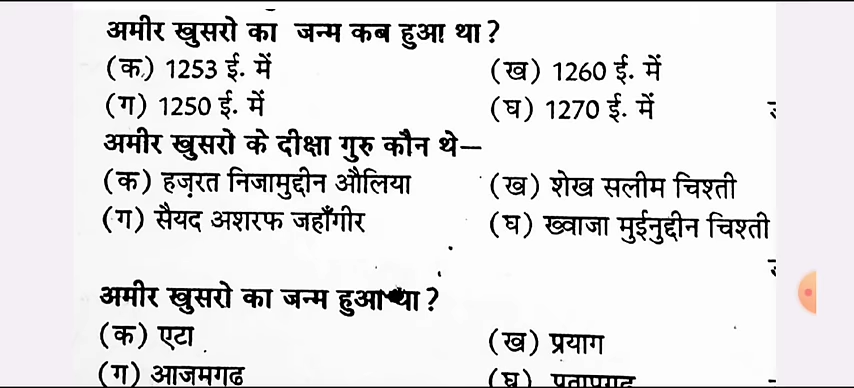 अमीर खुसरो का जन्म कब हुआ था?
(क) 1253 ई. में (ख) 1260 ई. में
(ग) 1250 ई. में (घ) 1270 ई. में
अमीर खुसरो के दीक्षा गुरु कौन थे—
(क) हज़रत निजामुद्दीन औलिया (ख) शेख सलीम चिश्ती
(ग) सैयद अशरफ जहाँगीर (घ) ख्वाजा मुईनुद्दीन चिश्ती
अमीर खुसरो का जन्म हुआ था?
(क) एटा (ख) प्रयाग
(ग) आजमगढ (घ)